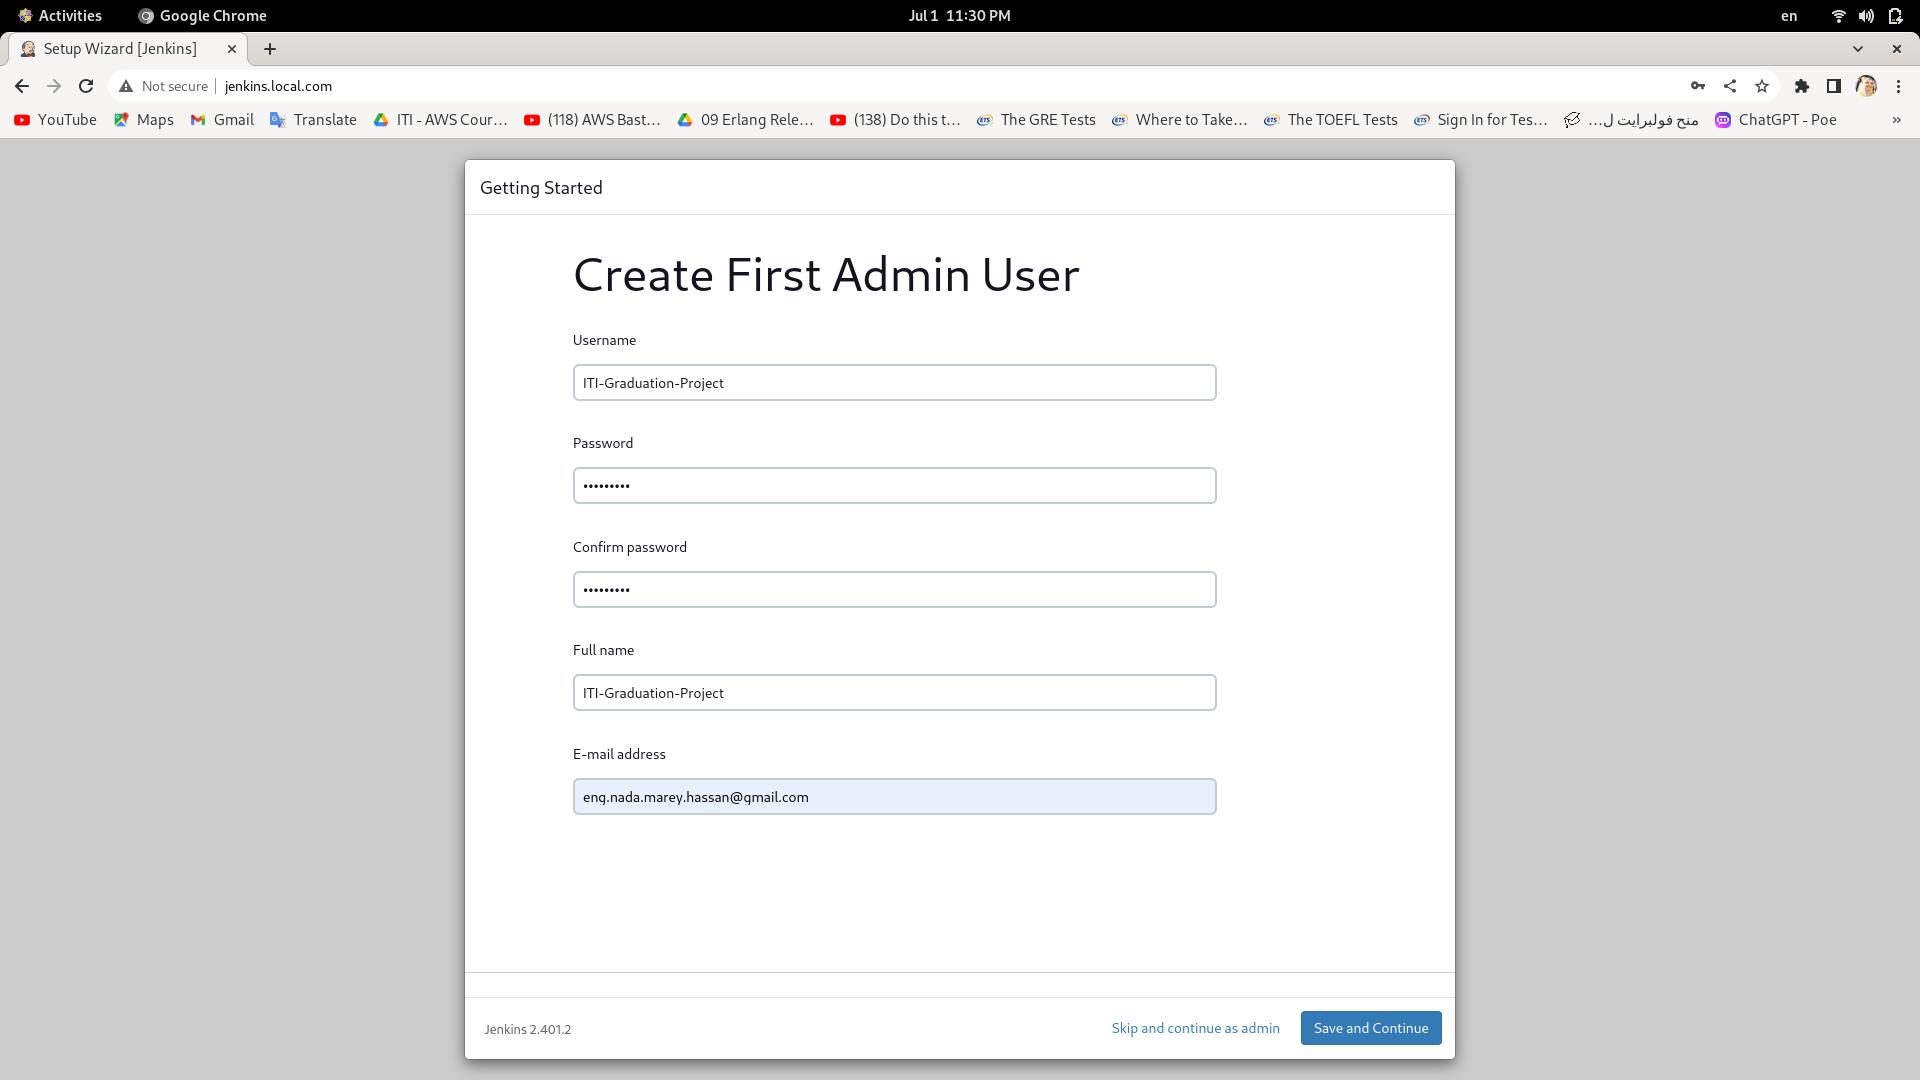 Activities Google Chrome Jul 1 11:30 PM en
Setup Wizard [Jenkins]
Not secure jenkins.local.com
YouTube Maps Gmail Translate ITI - AWS Cour... (118) AWS Bast... 09 Erlang Rele... (138) Do this t... The GRE Tests Where to Take... The TOEFL Tests Sign In for Tes... منح فولبرايت ل... ChatGPT - Poe »
Getting Started
Create First Admin User
Username
ITI-Graduation-Project
Password
•••••••••
Confirm password
•••••••••
Full name
ITI-Graduation-Project
E-mail address
eng.nada.marey.hassan@gmail.com
Jenkins 2.401.2 Skip and continue as admin Save and Continue